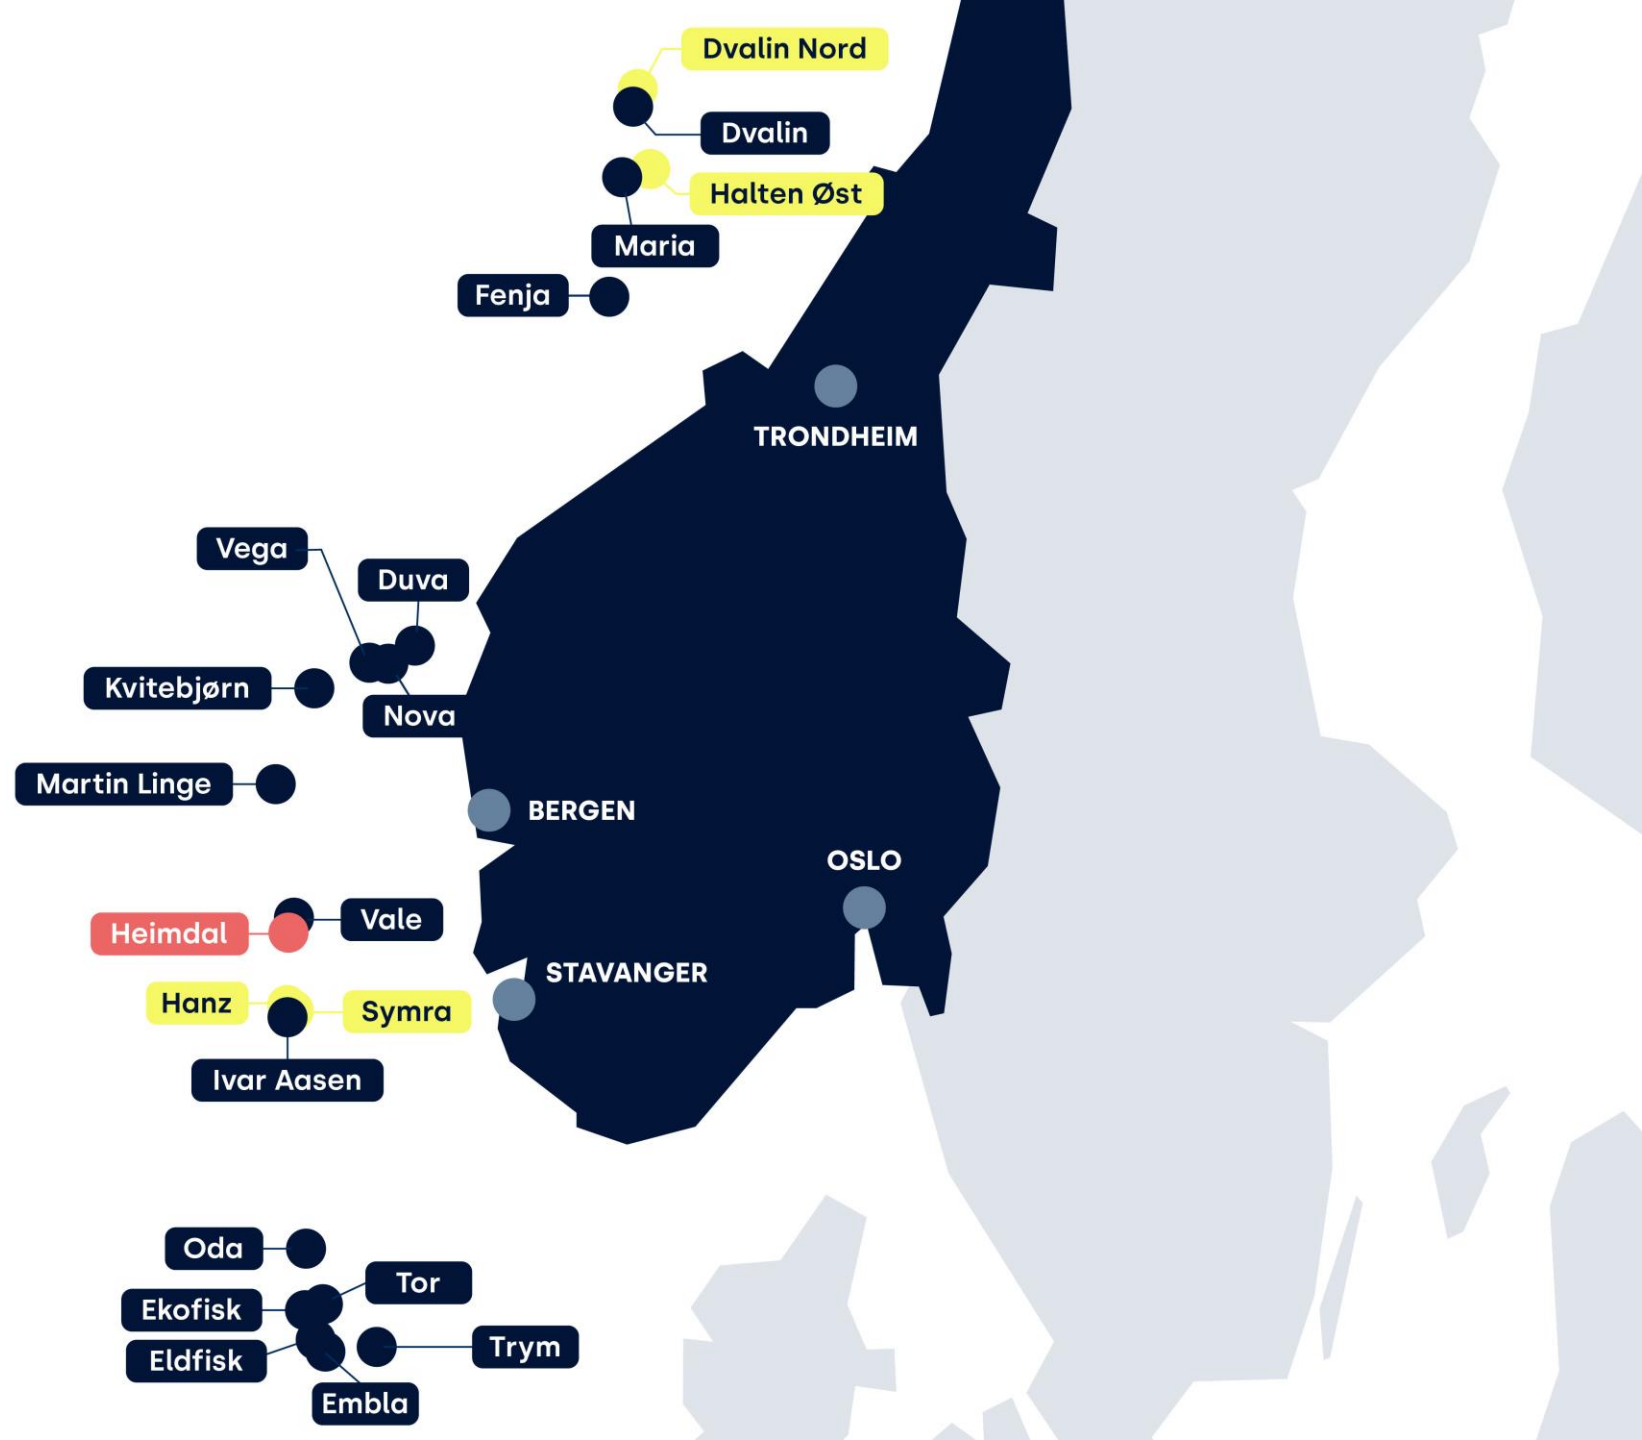 Dvalin Nord
Dvalin
Halten Øst
Maria
Fenja
TRONDHEIM
Vega
Duva
Kvitebjørn
Nova
Martin Linge
BERGEN
OSLO
Vale
Heimdal
STAVANGER
Hanz
Symra
Ivar Aasen
Oda
Tor
Ekofisk
Trym
Eldfisk
Embla